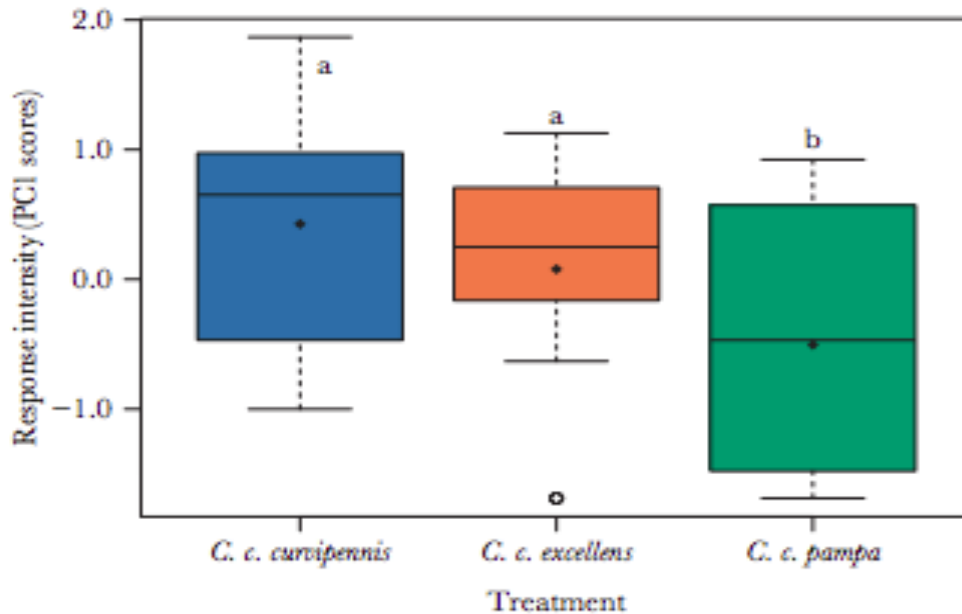 2.0
1.0
0.0
−1.0
Response intensity (PC1 scores)
a
a
b
C. c. curvipennis
C. c. excellens
C. c. pampa
Treatment